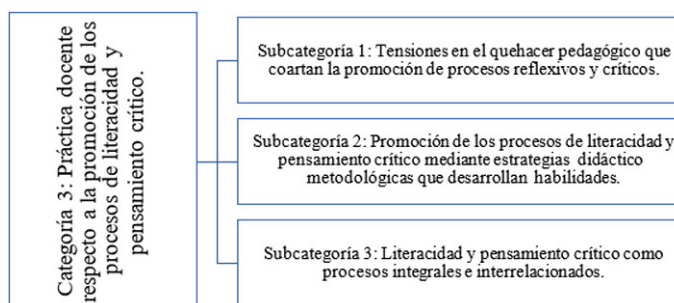 Categoría 3: Práctica docente
respecto a la promoción de los
procesos de literacidad y
pensamiento crítico.
Subcategoría 1: Tensiones en el quehacer pedagógico que
coartan la promoción de procesos reflexivos y críticos.
Subcategoría 2: Promoción de los procesos de literacidad y
pensamiento crítico mediante estrategias didáctico
metodológicas que desarrollan habilidades.
Subcategoría 3: Literacidad y pensamiento crítico como
procesos integrales e interrelacionados.